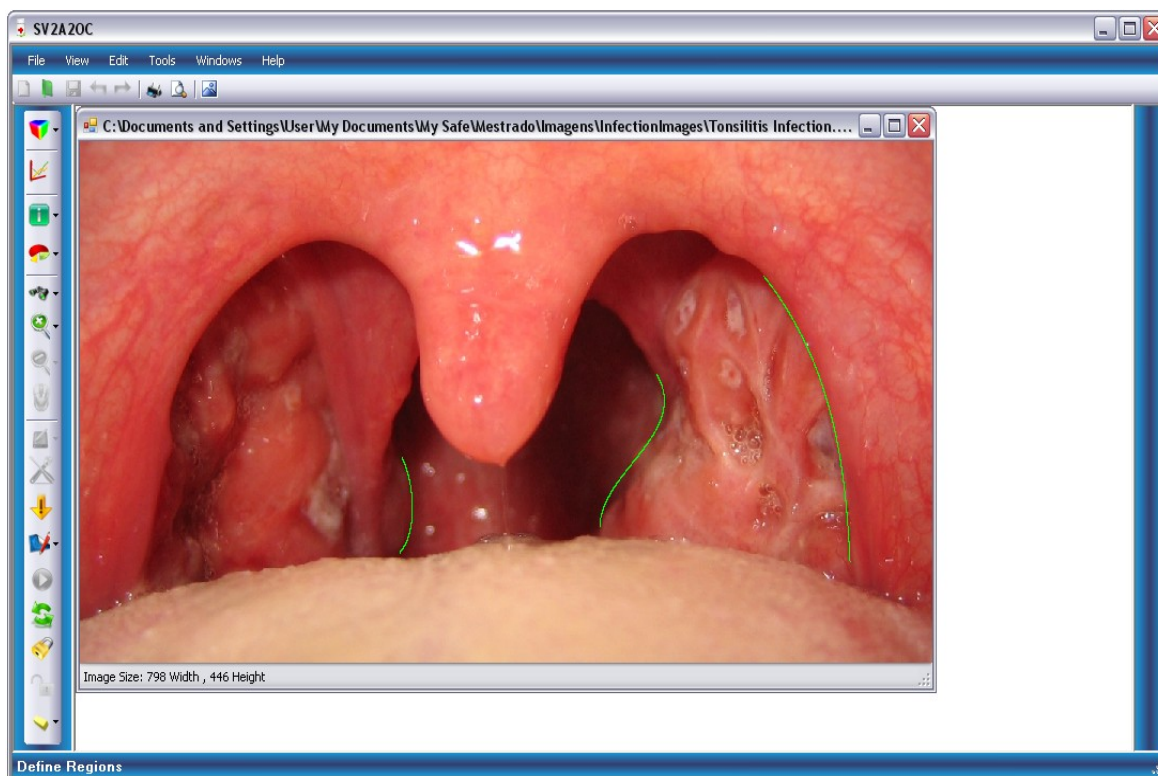 SV2A2OC
File View Edit Tools Windows Help
C:\Documents and Settings\User\My Documents\My Safe\Mestrado\Imagens\InfectionImages\Tonsilitis Infection....
Image Size: 798 Width , 446 Height
Define Regions